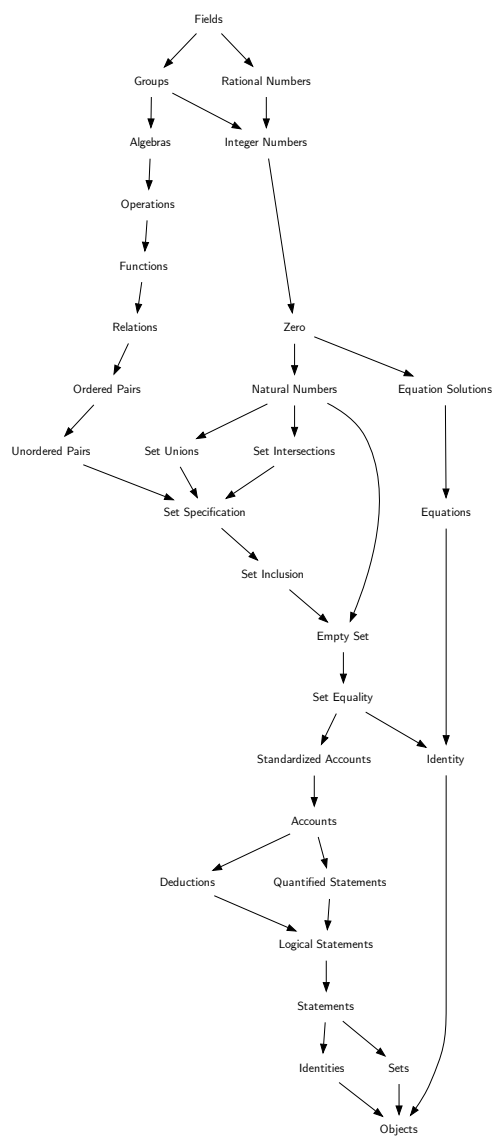 Fields
Groups
Rational Numbers
Algebras
Integer Numbers
Operations
Functions
Relations
Zero
Ordered Pairs
Natural Numbers
Equation Solutions
Unordered Pairs
Set Unions
Set Intersections
Set Specification
Equations
Set Inclusion
Empty Set
Set Equality
Standardized Accounts
Identity
Accounts
Deductions
Quantified Statements
Logical Statements
Statements
Identities
Sets
Objects